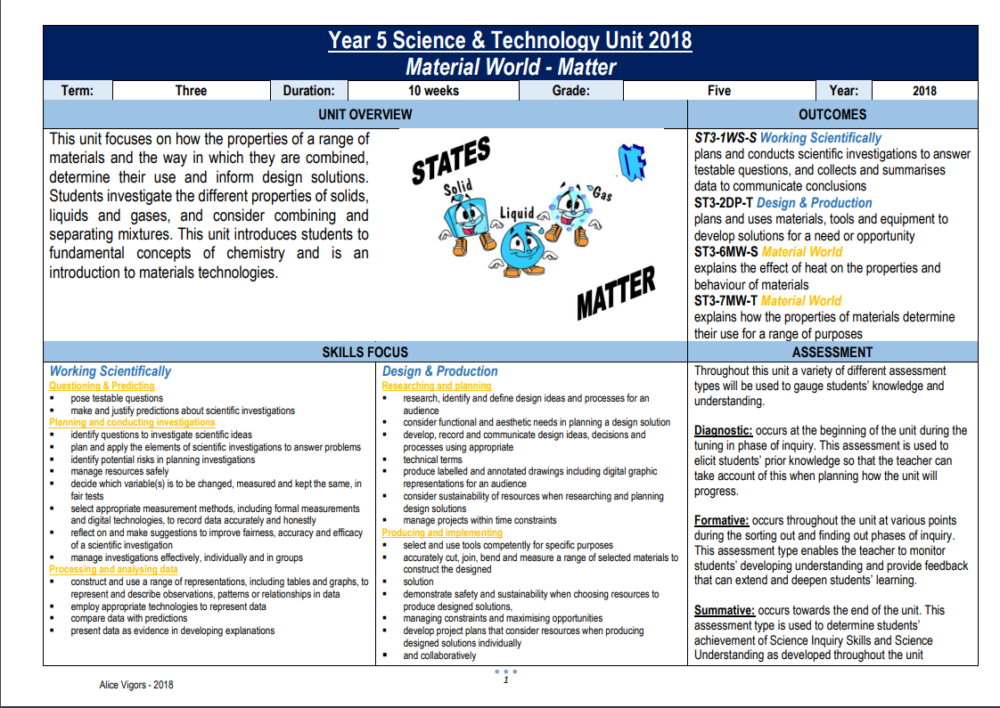 Year 5 Science & Technology Unit 2018
Material World - Matter
Term: Three Duration: 10 weeks Grade: Five Year: 2018
UNIT OVERVIEW
This unit focuses on how the properties of a range of
materials and the way in which they are combined,
determine their use and inform design solutions.
Students investigate the different properties of solids,
liquids and gases, and consider combining and
separating mixtures. This unit introduces students to
fundamental concepts of chemistry and is an
introduction to materials technologies.
STATES
OF
Solid
Liquid
Gas
MATTER
OUTCOMES
ST3-1WS-S Working Scientifically
plans and conducts scientific investigations to answer
testable questions, and collects and summarises
data to communicate conclusions
ST3-2DP-T Design & Production
plans and uses materials, tools and equipment to
develop solutions for a need or opportunity
ST3-6MW-S Material World
explains the effect of heat on the properties and
behaviour of materials
ST3-7MW-T Material World
explains how the properties of materials determine
their use for a range of purposes
SKILLS FOCUS
Working Scientifically
Questioning & Predicting
▪ pose testable questions
▪ make and justify predictions about scientific investigations
Planning and conducting investigations
▪ identify questions to investigate scientific ideas
▪ plan and apply the elements of scientific investigations to answer problems
▪ identify potential risks in planning investigations
▪ manage resources safely
▪ decide which variable(s) is to be changed, measured and kept the same, in
fair tests
▪ select appropriate measurement methods, including formal measurements
and digital technologies, to record data accurately and honestly
▪ reflect on and make suggestions to improve fairness, accuracy and efficacy
of a scientific investigation
▪ manage investigations effectively, individually and in groups
Processing and analysing data
▪ construct and use a range of representations, including tables and graphs, to
represent and describe observations, patterns or relationships in data
▪ employ appropriate technologies to represent data
▪ compare data with predictions
▪ present data as evidence in developing explanations
Design & Production
Researching and planning
▪ research, identify and define design ideas and processes for an
audience
▪ consider functional and aesthetic needs in planning a design solution
▪ develop, record and communicate design ideas, decisions and
processes using appropriate
▪ technical terms
▪ produce labelled and annotated drawings including digital graphic
representations for an audience
▪ consider sustainability of resources when researching and planning
design solutions
▪ manage projects within time constraints
Producing and implementing
▪ select and use tools competently for specific purposes
▪ accurately cut, join, bend and measure a range of selected materials to
construct the designed
▪ solution
▪ demonstrate safety and sustainability when choosing resources to
produce designed solutions,
▪ managing constraints and maximising opportunities
▪ develop project plans that consider resources when producing
designed solutions individually
▪ and collaboratively
ASSESSMENT
Throughout this unit a variety of different assessment
types will be used to gauge students' knowledge and
understanding.
Diagnostic: occurs at the beginning of the unit during the
tuning in phase of inquiry. This assessment is used to
elicit students' prior knowledge so that the teacher can
take account of this when planning how the unit will
progress.
Formative: occurs throughout the unit at various points
during the sorting out and finding out phases of inquiry.
This assessment type enables the teacher to monitor
students' developing understanding and provide feedback
that can extend and deepen students' learning.
Summative: occurs towards the end of the unit. This
assessment type is used to determine students'
achievement of Science Inquiry Skills and Science
Understanding as developed throughout the unit
Alice Vigors - 2018
1